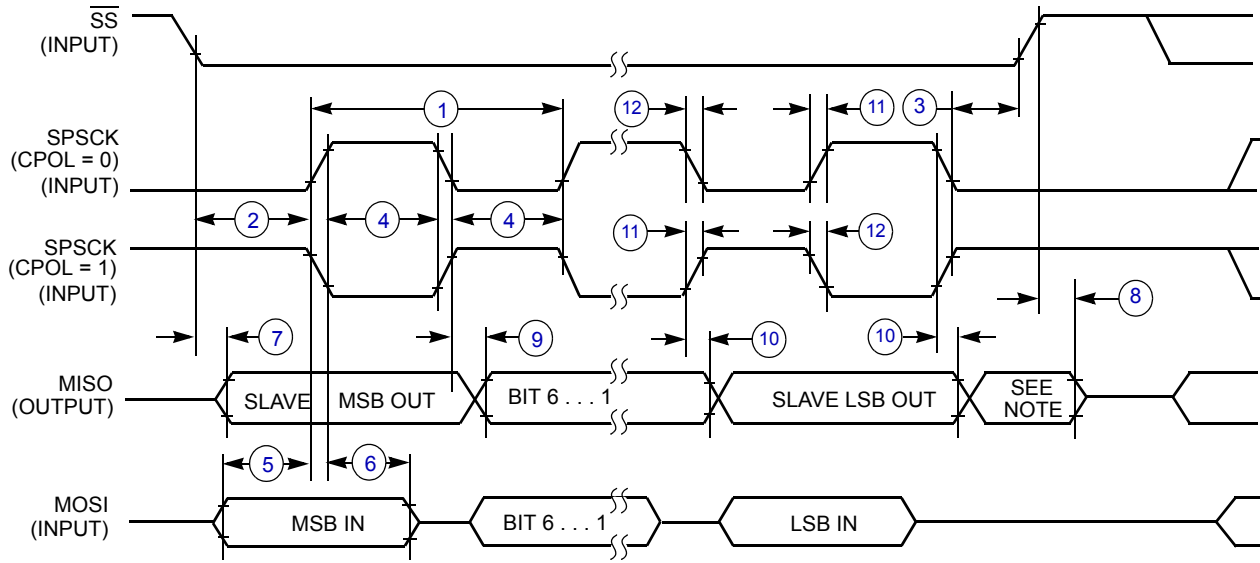 SS
(INPUT)
1
12
11
3
SPSCK
(CPOL = 0)
(INPUT)
2
4
4
SPSCK
(CPOL = 1)
(INPUT)
11
12
8
7
9
10
10
MISO
(OUTPUT)
SLAVE MSB OUT
BIT 6 . . . 1
SLAVE LSB OUT
SEE
NOTE
5
6
MOSI
(INPUT)
MSB IN
BIT 6 . . . 1
LSB IN